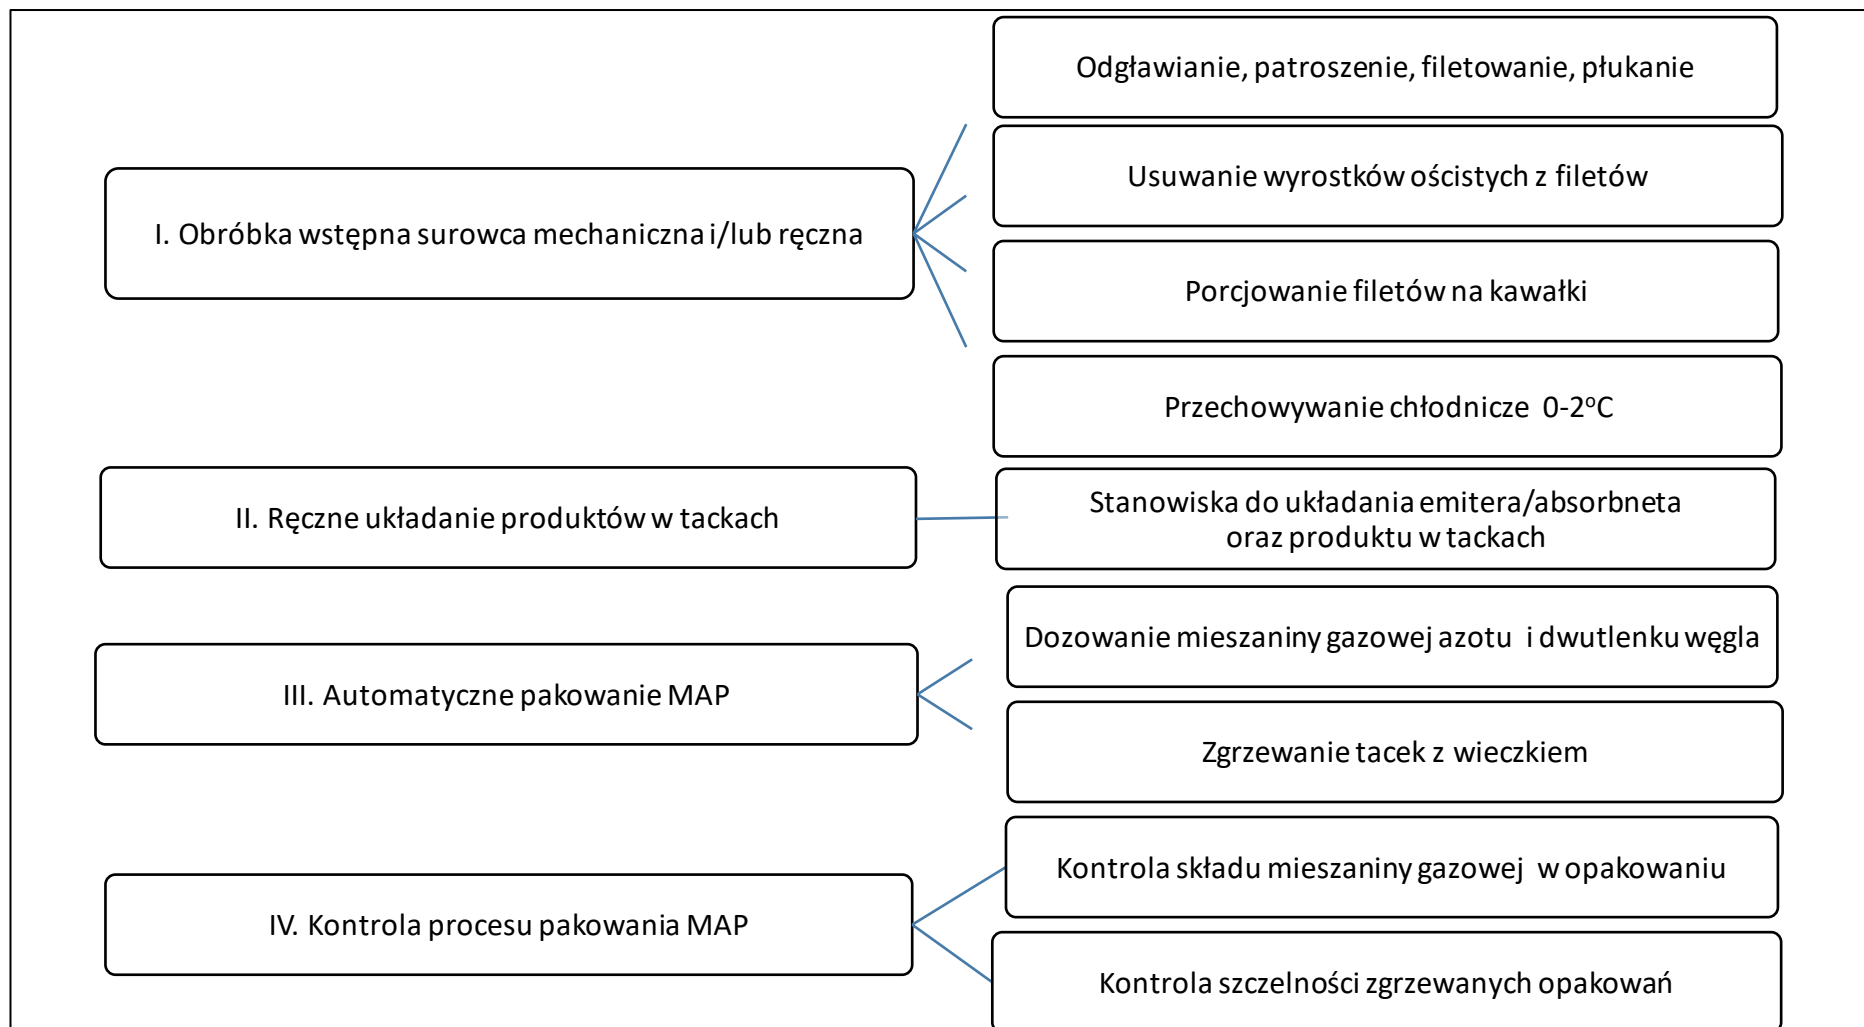 I. Obróbka wstępna surowca mechaniczna i/lub ręczna
Odgławianie, patroszenie, filetowanie, płukanie
Usuwanie wyrostków ościstych z filetów
Porcjowanie filetów na kawałki
Przechowywanie chłodnicze 0-2°C
II. Ręczne układanie produktów w tackach
Stanowiska do układania emitera/absorbneta
oraz produktu w tackach
III. Automatyczne pakowanie MAP
Dozowanie mieszaniny gazowej azotu i dwutlenku węgla
Zgrzewanie tacek z wieczkiem
IV. Kontrola procesu pakowania MAP
Kontrola składu mieszaniny gazowej w opakowaniu
Kontrola szczelności zgrzewanych opakowań